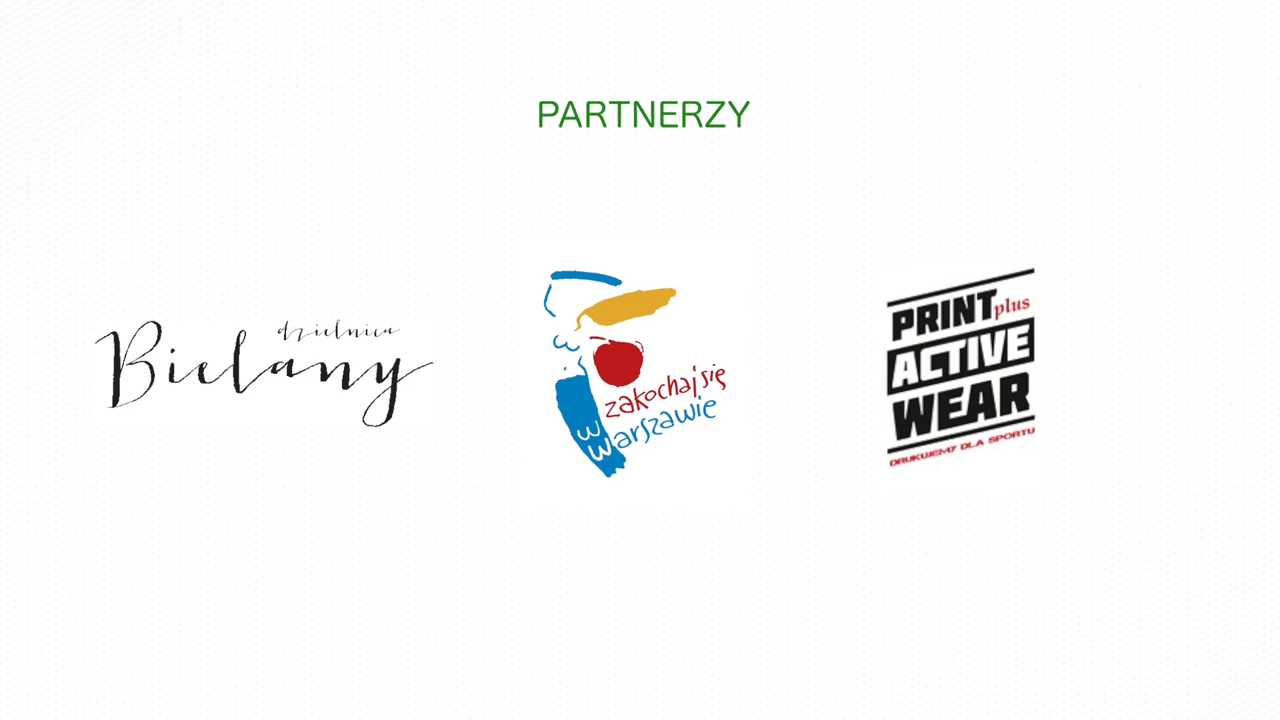 PARTNERZY
dzielnica
Bielany
zakochaj się
w
warszawie
PRINT plus
ACTIVE
WEAR
DRUKUJEMY DLA SPORTU